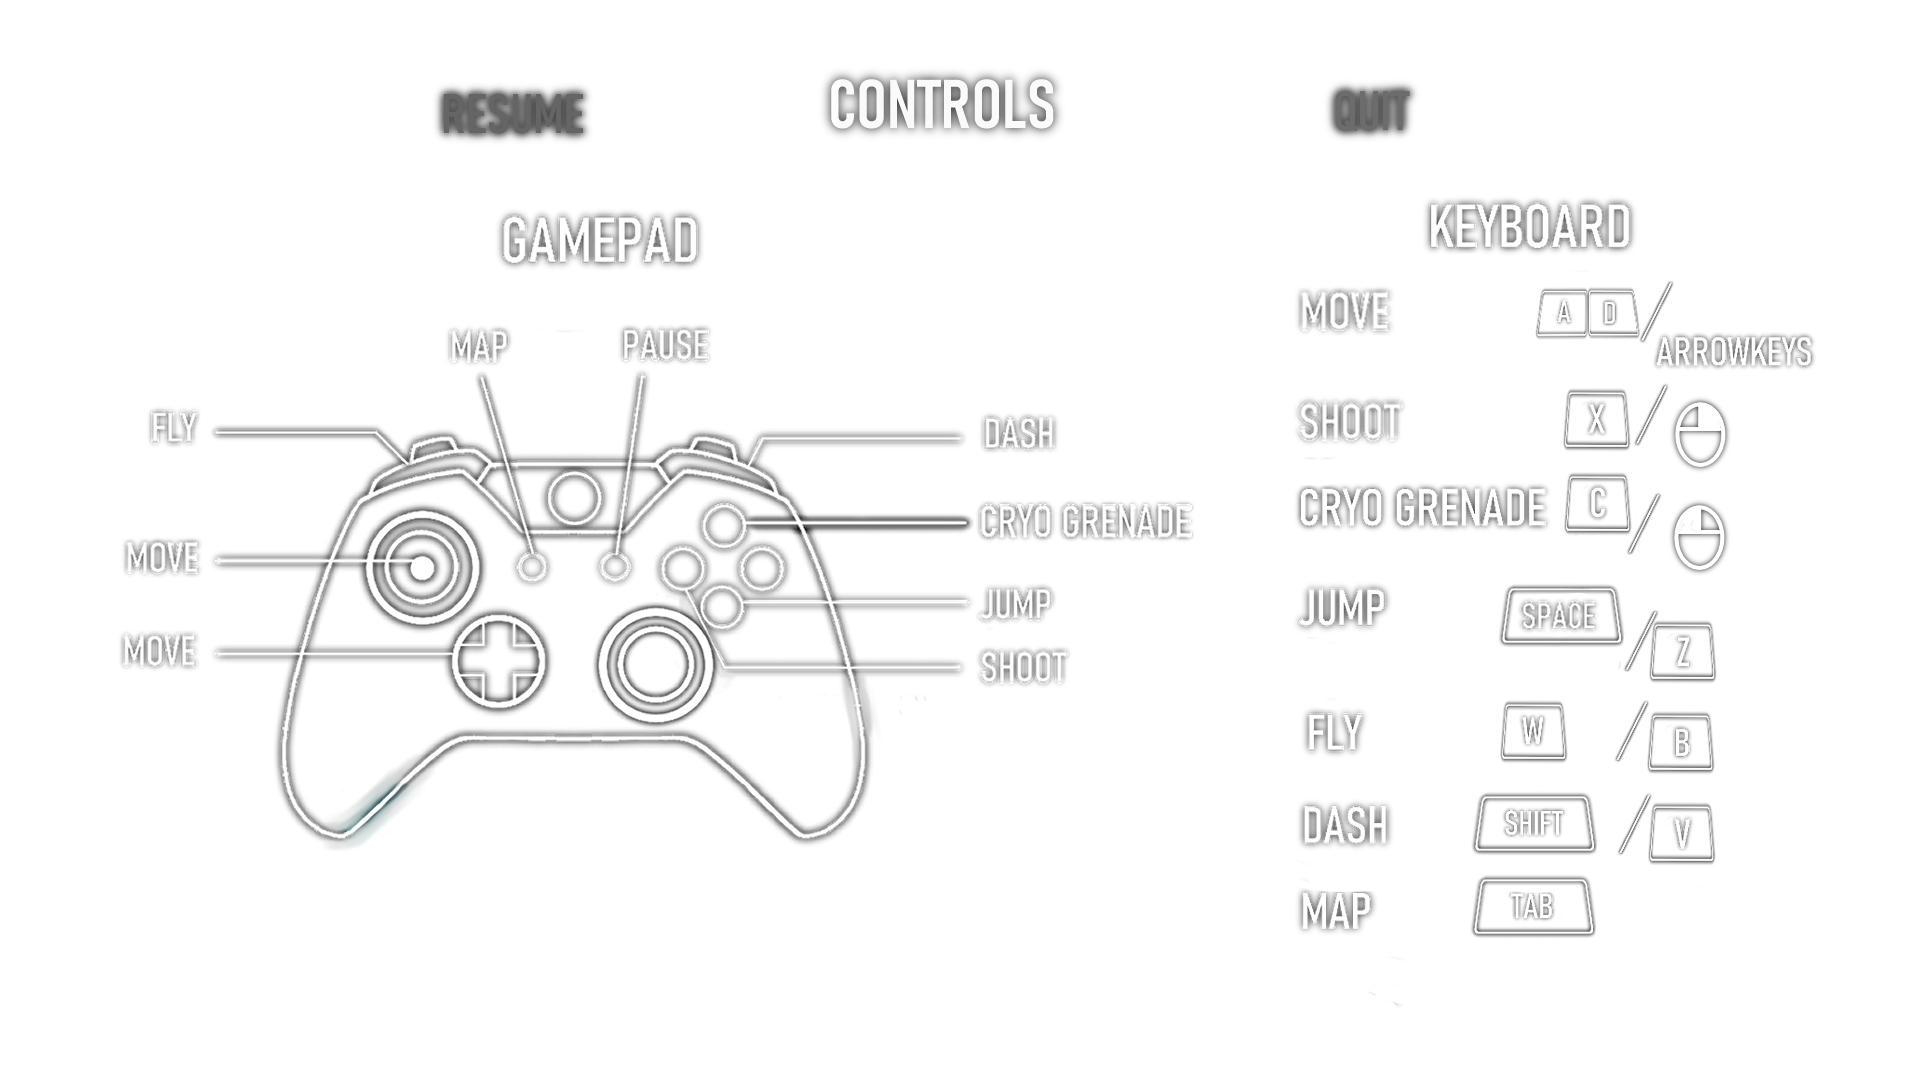 RESUME
CONTROLS
QUIT
GAMEPAD
MAP
PAUSE
FLY
DASH
MOVE
CRYO GRENADE
JUMP
MOVE
SHOOT
KEYBOARD
MOVE A D /
ARROWKEYS
SHOOT X /
CRYO GRENADE C /
JUMP SPACE / Z
FLY W / B
DASH SHIFT / V
MAP TAB